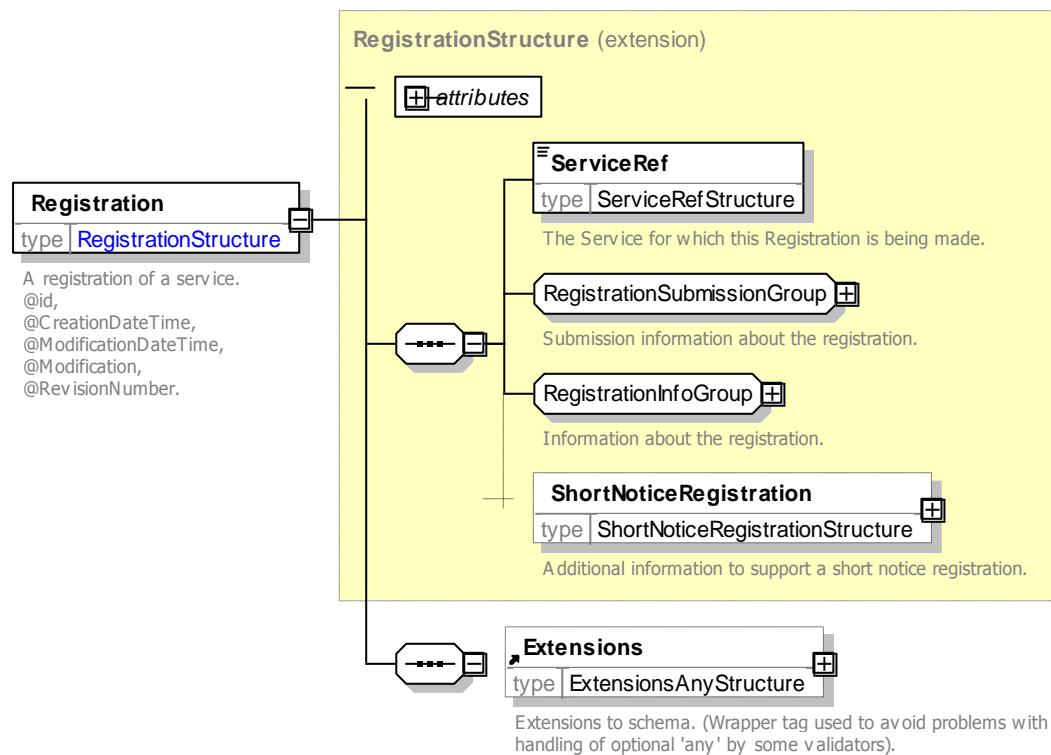 RegistrationStructure (extension)
attributes
ServiceRef
type ServiceRefStructure
The Service for which this Registration is being made.
Registration
type RegistrationStructure
A registration of a service.
@id,
@CreationDateTime,
@ModificationDateTime,
@Modification,
@RevisionNumber.
RegistrationSubmissionGroup
Submission information about the registration.
RegistrationInfoGroup
Information about the registration.
ShortNoticeRegistration
type ShortNoticeRegistrationStructure
Additional information to support a short notice registration.
Extensions
type ExtensionsAnyStructure
Extensions to schema. (Wrapper tag used to avoid problems with
handling of optional 'any' by some validators).